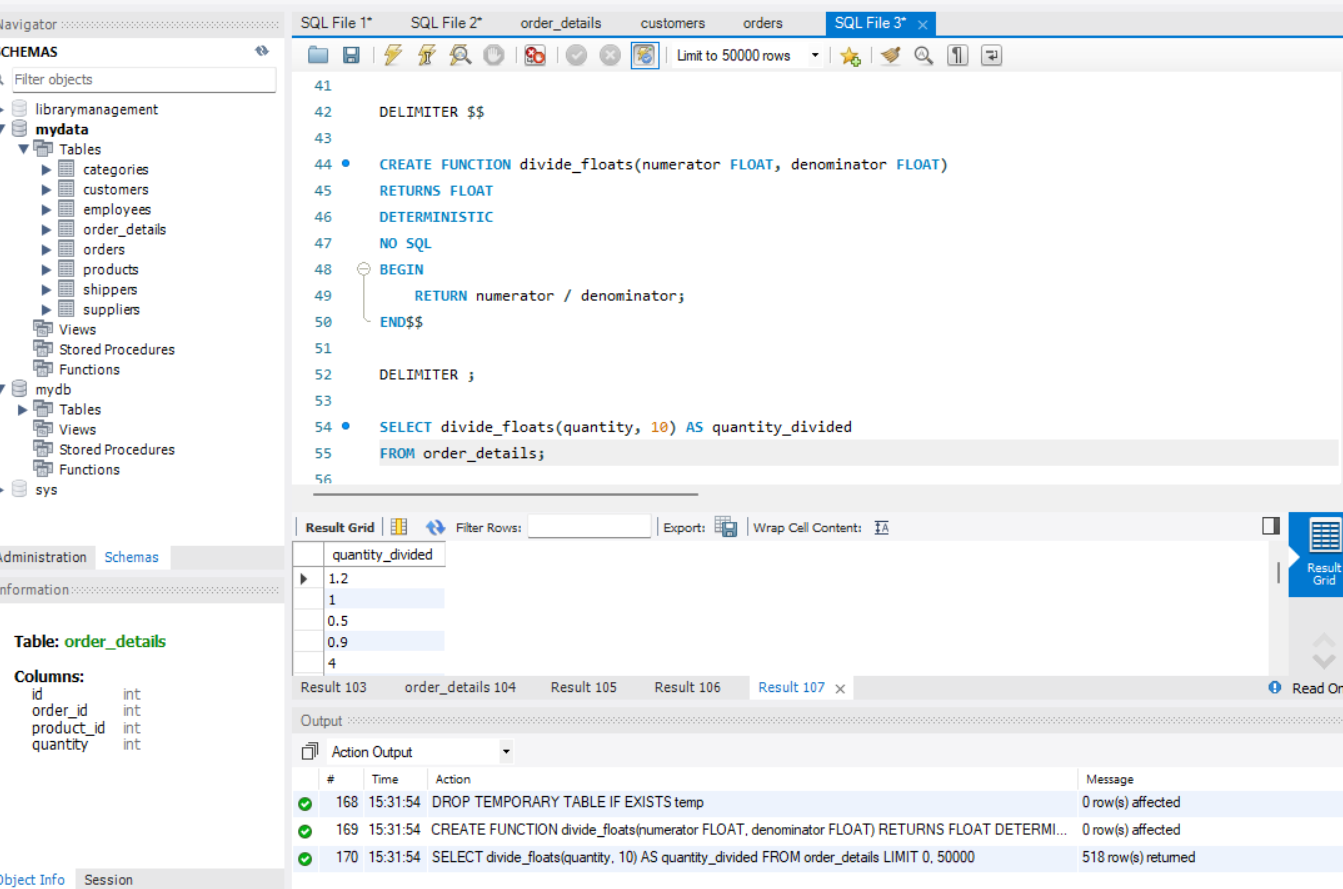 SQL File 1* SQL File 2* order_details customers orders SQL File 3*
Navigator
SCHEMAS
Filter objects
librarymanagement
mydata
Tables
categories
customers
employees
order_details
orders
products
shippers
suppliers
Views
Stored Procedures
Functions
mydb
Tables
Views
Stored Procedures
Functions
sys
Administration Schemas
Information
Table: order_details
Columns:
id int
order_id int
product_id int
quantity int
Object Info Session
Limit to 50000 rows
41
42 DELIMITER $$
43
44 CREATE FUNCTION divide_floats(numerator FLOAT, denominator FLOAT)
45 RETURNS FLOAT
46 DETERMINISTIC
47 NO SQL
48 BEGIN
49 RETURN numerator / denominator;
50 END$$
51
52 DELIMITER ;
53
54 SELECT divide_floats(quantity, 10) AS quantity_divided
55 FROM order_details;
56
Result Grid Filter Rows: Export: Wrap Cell Content: IA
quantity_divided
1.2
1
0.5
0.9
4
Result
Grid
Result 103 order_details 104 Result 105 Result 106 Result 107 Read On
Output
Action Output
# Time Action Message
168 15:31:54 DROP TEMPORARY TABLE IF EXISTS temp 0 row(s) affected
169 15:31:54 CREATE FUNCTION divide_floats(numerator FLOAT, denominator FLOAT) RETURNS FLOAT DETERMI... 0 row(s) affected
170 15:31:54 SELECT divide_floats(quantity, 10) AS quantity_divided FROM order_details LIMIT 0, 50000 518 row(s) returned